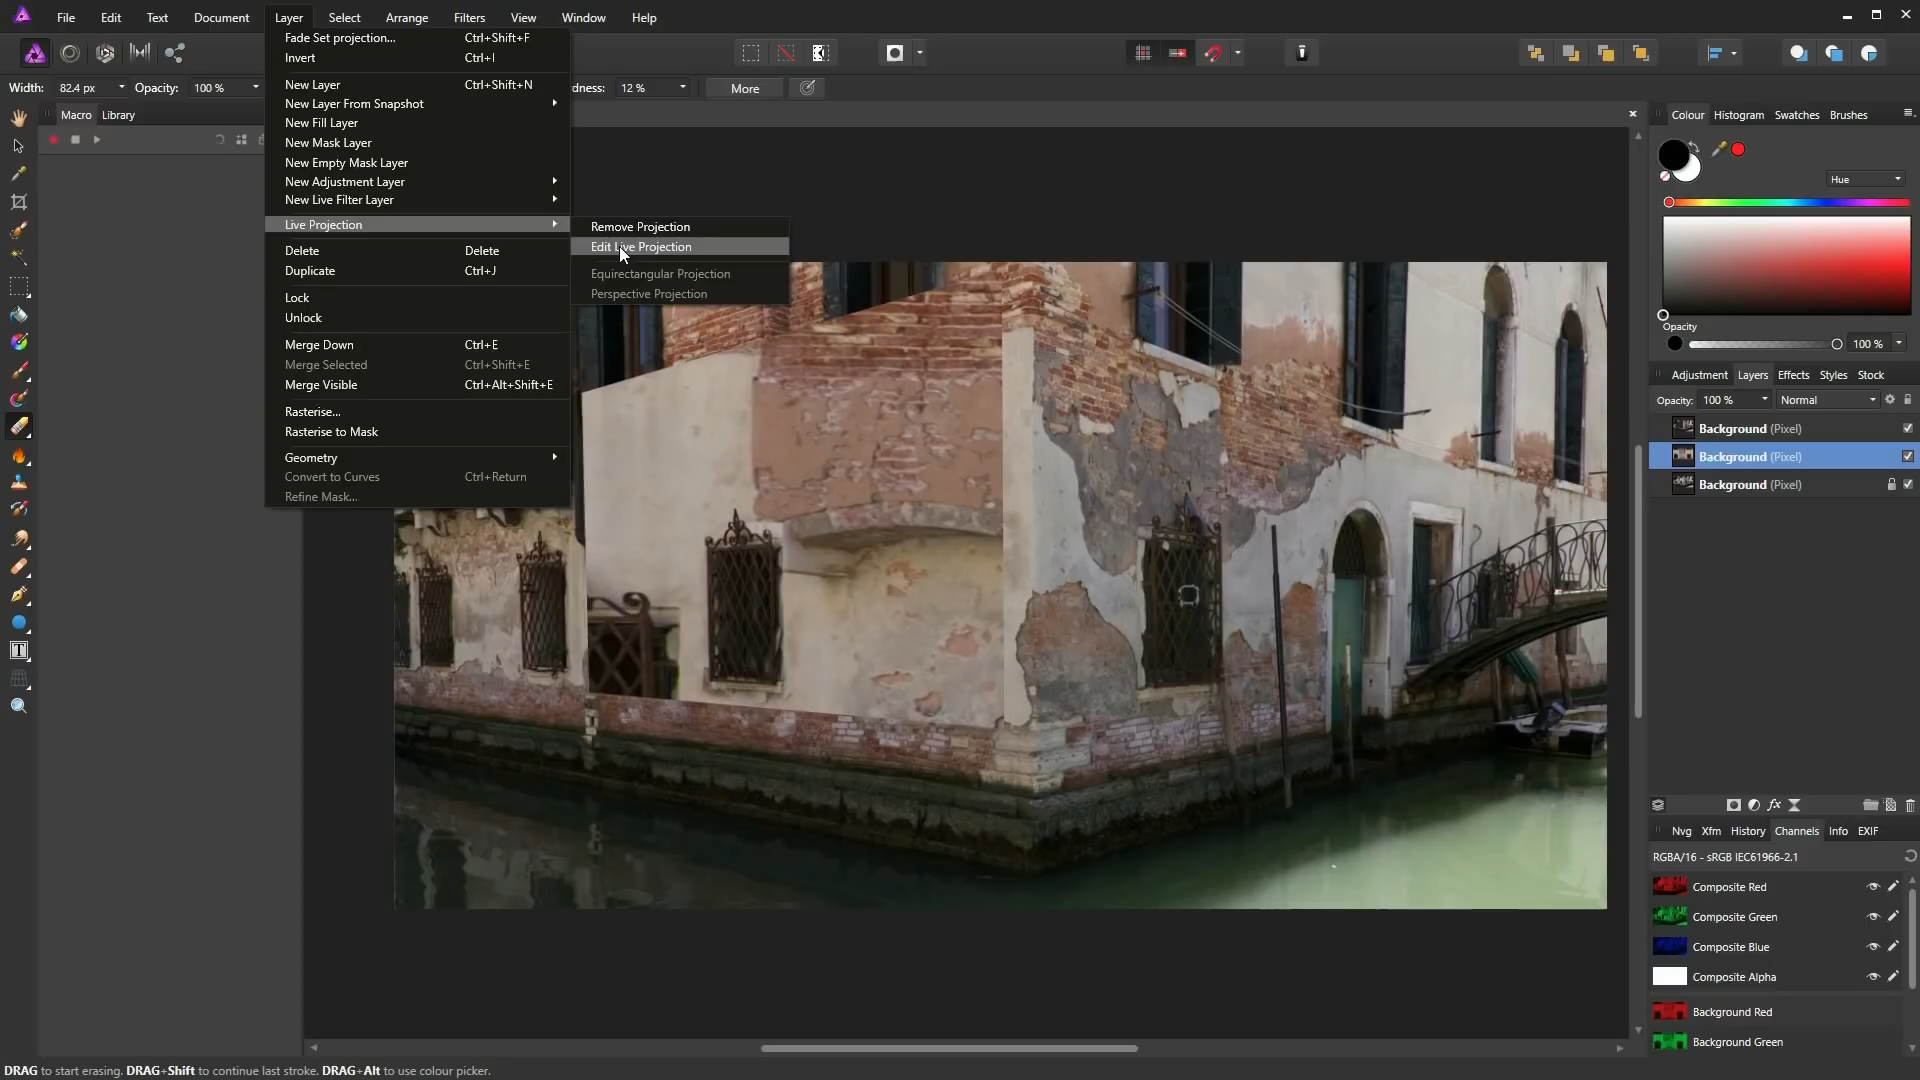 File Edit Text Document Layer Select Arrange Filters View Window Help
Width: 82.4 px Opacity: 100 % dness: 12 % More
Macro Library
Fade Set projection... Ctrl+Shift+F
Invert Ctrl+I
New Layer Ctrl+Shift+N
New Layer From Snapshot
New Fill Layer
New Mask Layer
New Empty Mask Layer
New Adjustment Layer
New Live Filter Layer
Live Projection
Delete Delete
Duplicate Ctrl+J
Lock
Unlock
Merge Down Ctrl+E
Merge Selected Ctrl+Shift+E
Merge Visible Ctrl+Alt+Shift+E
Rasterise...
Rasterise to Mask
Geometry
Convert to Curves Ctrl+Return
Refine Mask...
Remove Projection
Edit Live Projection
Equirectangular Projection
Perspective Projection
Colour Histogram Swatches Brushes
Hue
Opacity
100 %
Adjustment Layers Effects Styles Stock
Opacity: 100 % Normal
Background (Pixel)
Background (Pixel)
Background (Pixel)
fx
Nvg Xfm History Channels Info EXIF
RGBA/16 - sRGB IEC61966-2.1
Composite Red
Composite Green
Composite Blue
Composite Alpha
Background Red
Background Green
DRAG to start erasing. DRAG+Shift to continue last stroke. DRAG+Alt to use colour picker.